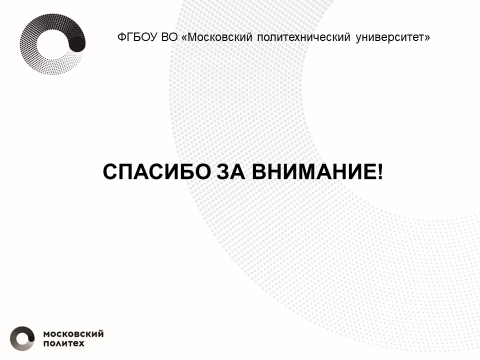 ФГБОУ ВО «Московский политехнический университет»
СПАСИБО ЗА ВНИМАНИЕ!
московский
политех